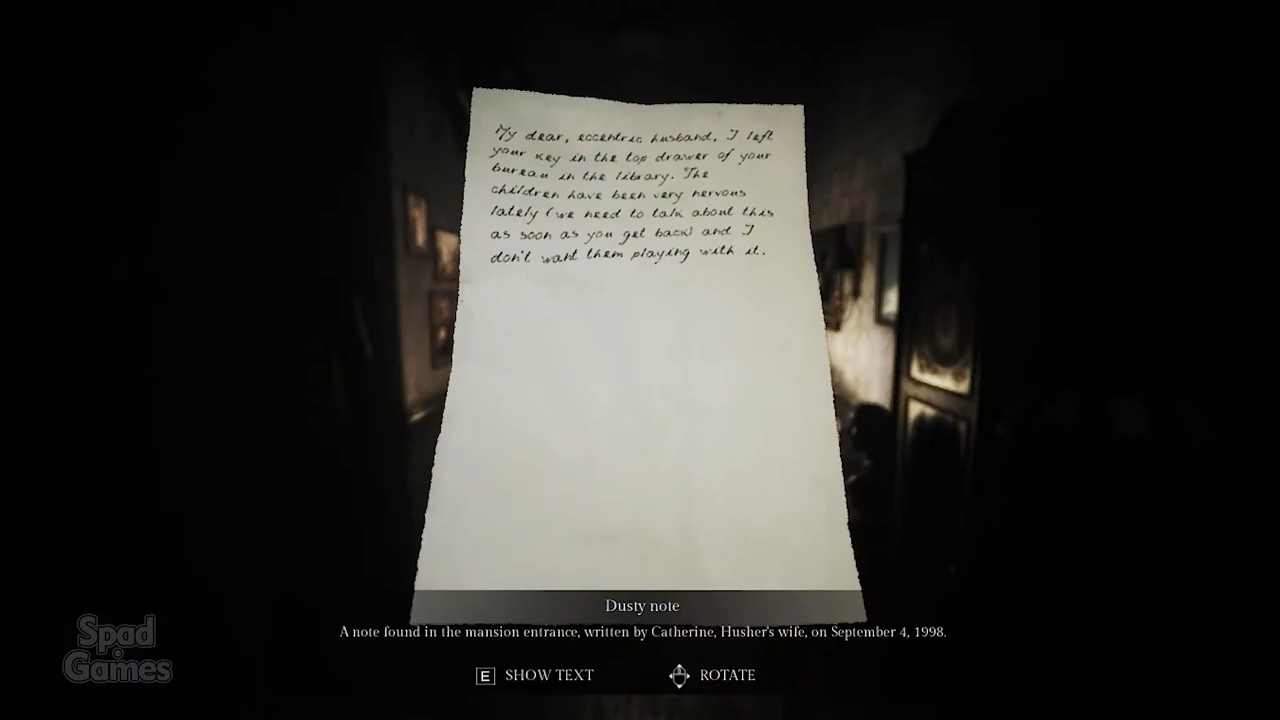 My dear, eccentric husband. I left
your key in the top drawer of your
bureau in the library. The
children have been very nervous
lately (we need to talk about this
as soon as you get back) and I
don't want them playing with it.
Dusty note
A note found in the mansion entrance, written by Catherine, Husher's wife, on September 4, 1998.
E SHOW TEXT ROTATE
Spad
Games